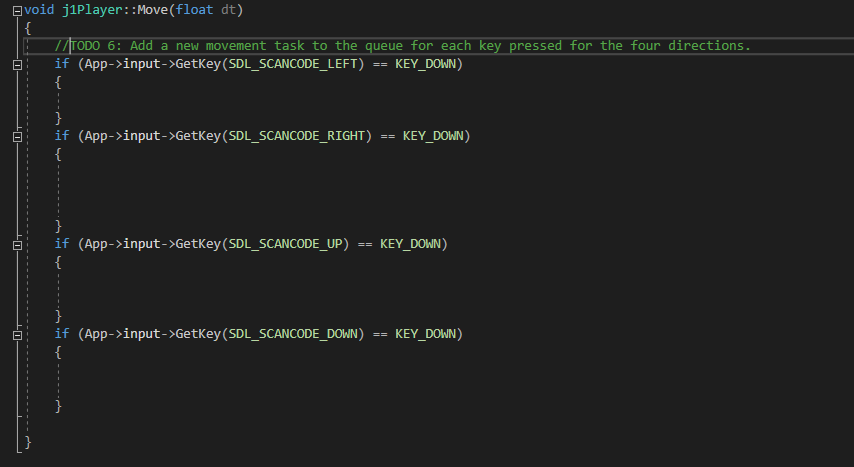 void j1Player::Move(float dt)
{
//TODO 6: Add a new movement task to the queue for each key pressed for the four directions.
if (App->input->GetKey(SDL_SCANCODE_LEFT) == KEY_DOWN)
{
}
if (App->input->GetKey(SDL_SCANCODE_RIGHT) == KEY_DOWN)
{
}
if (App->input->GetKey(SDL_SCANCODE_UP) == KEY_DOWN)
{
}
if (App->input->GetKey(SDL_SCANCODE_DOWN) == KEY_DOWN)
{
}
}